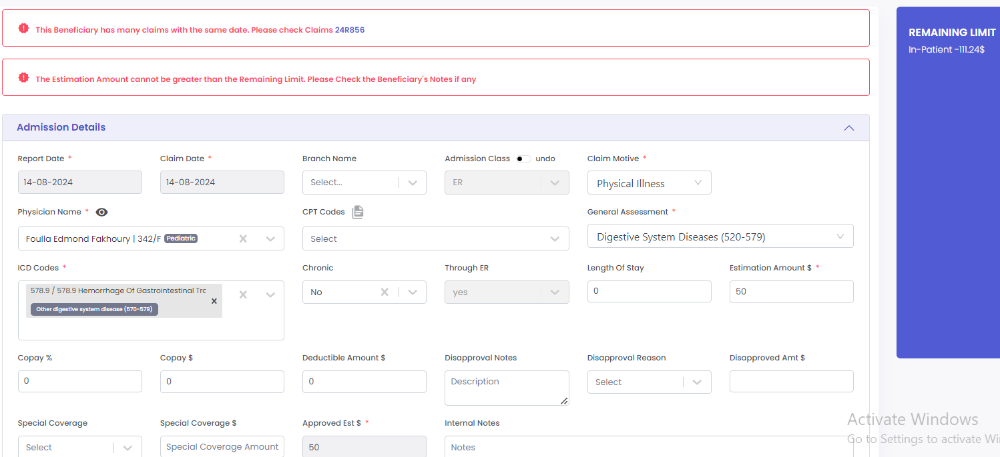 This Beneficiary has many claims with the same date. Please check Claims 24R856
REMAINING LIMIT
In-Patient -111.24$
The Estimation Amount cannot be greater than the Remaining Limit. Please Check the Beneficiary's Notes if any
Admission Details
Report Date * Claim Date * Branch Name Admission Class undo Claim Motive *
14-08-2024 14-08-2024 Select... ER Physical Illness
Physician Name * CPT Codes General Assessment *
Foulla Edmond Fakhoury | 342/F Pediatric Select Digestive System Diseases (520-579)
ICD Codes * Chronic Through ER Length Of Stay Estimation Amount $ *
578.9 / 578.9 Hemorrhage Of Gastrointestinal Trc
Other digestive system disease (570-579)
No yes 0 50
Copay % Copay $ Deductible Amount $ Disapproval Notes Disapproval Reason Disapproved Amt $
0 0 0 Description Select
Special Coverage Special Coverage $ Approved Est $ * Internal Notes
Select Special Coverage Amount 50 Notes
Activate Windows
Go to Settings to activate Wi